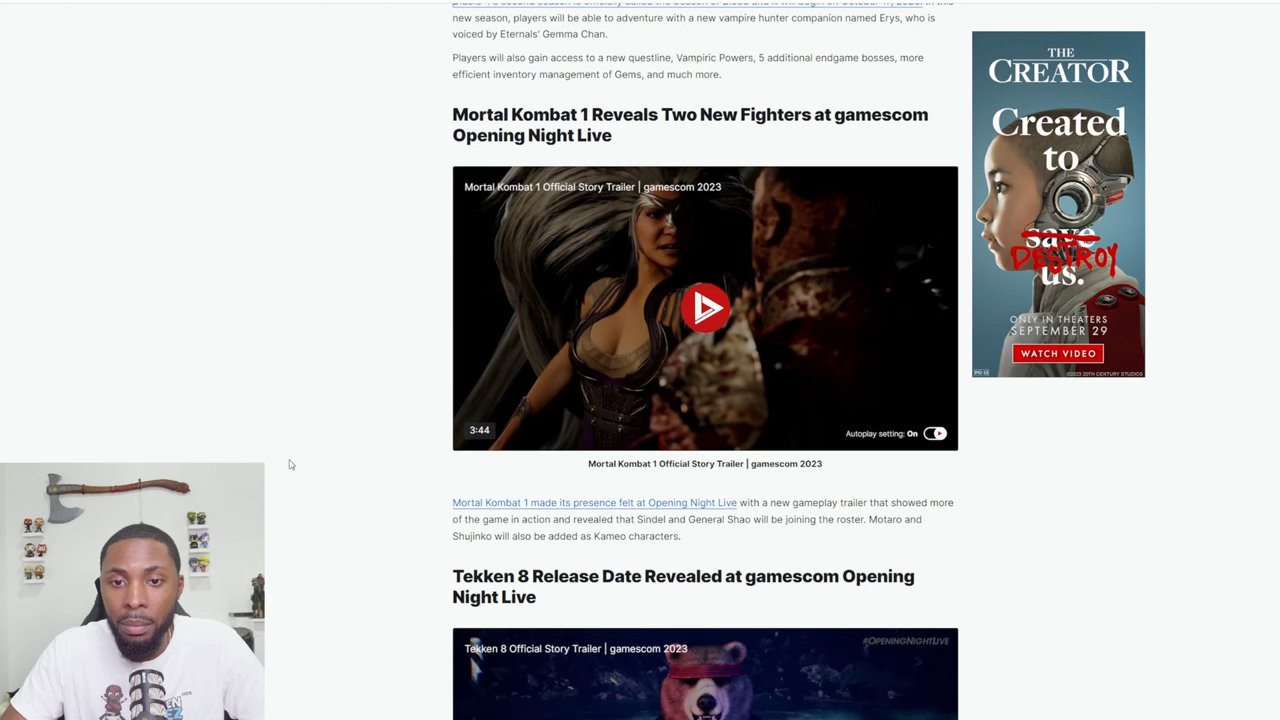 Diablo 4's second season is officially called the Season of Blood and it will begin on October 17, 2023. In this
new season, players will be able to adventure with a new vampire hunter companion named Erys, who is
voiced by Eternals' Gemma Chan.
Players will also gain access to a new questline, Vampiric Powers, 5 additional endgame bosses, more
efficient inventory management of Gems, and much more.
Mortal Kombat 1 Reveals Two New Fighters at gamescom
Opening Night Live
Mortal Kombat 1 Official Story Trailer | gamescom 2023
3:44
Autoplay setting: On
Mortal Kombat 1 Official Story Trailer | gamescom 2023
Mortal Kombat 1 made its presence felt at Opening Night Live with a new gameplay trailer that showed more
of the game in action and revealed that Sindel and General Shao will be joining the roster. Motaro and
Shujinko will also be added as Kameo characters.
Tekken 8 Release Date Revealed at gamescom Opening
Night Live
Tekken 8 Official Story Trailer | gamescom 2023
#OPENINGNIGHTLIVE
THE
CREATOR
Created
to
save
DESTROY
us.
ONLY IN THEATERS
SEPTEMBER 29
WATCH VIDEO
PG-13
©2023 20TH CENTURY STUDIOS